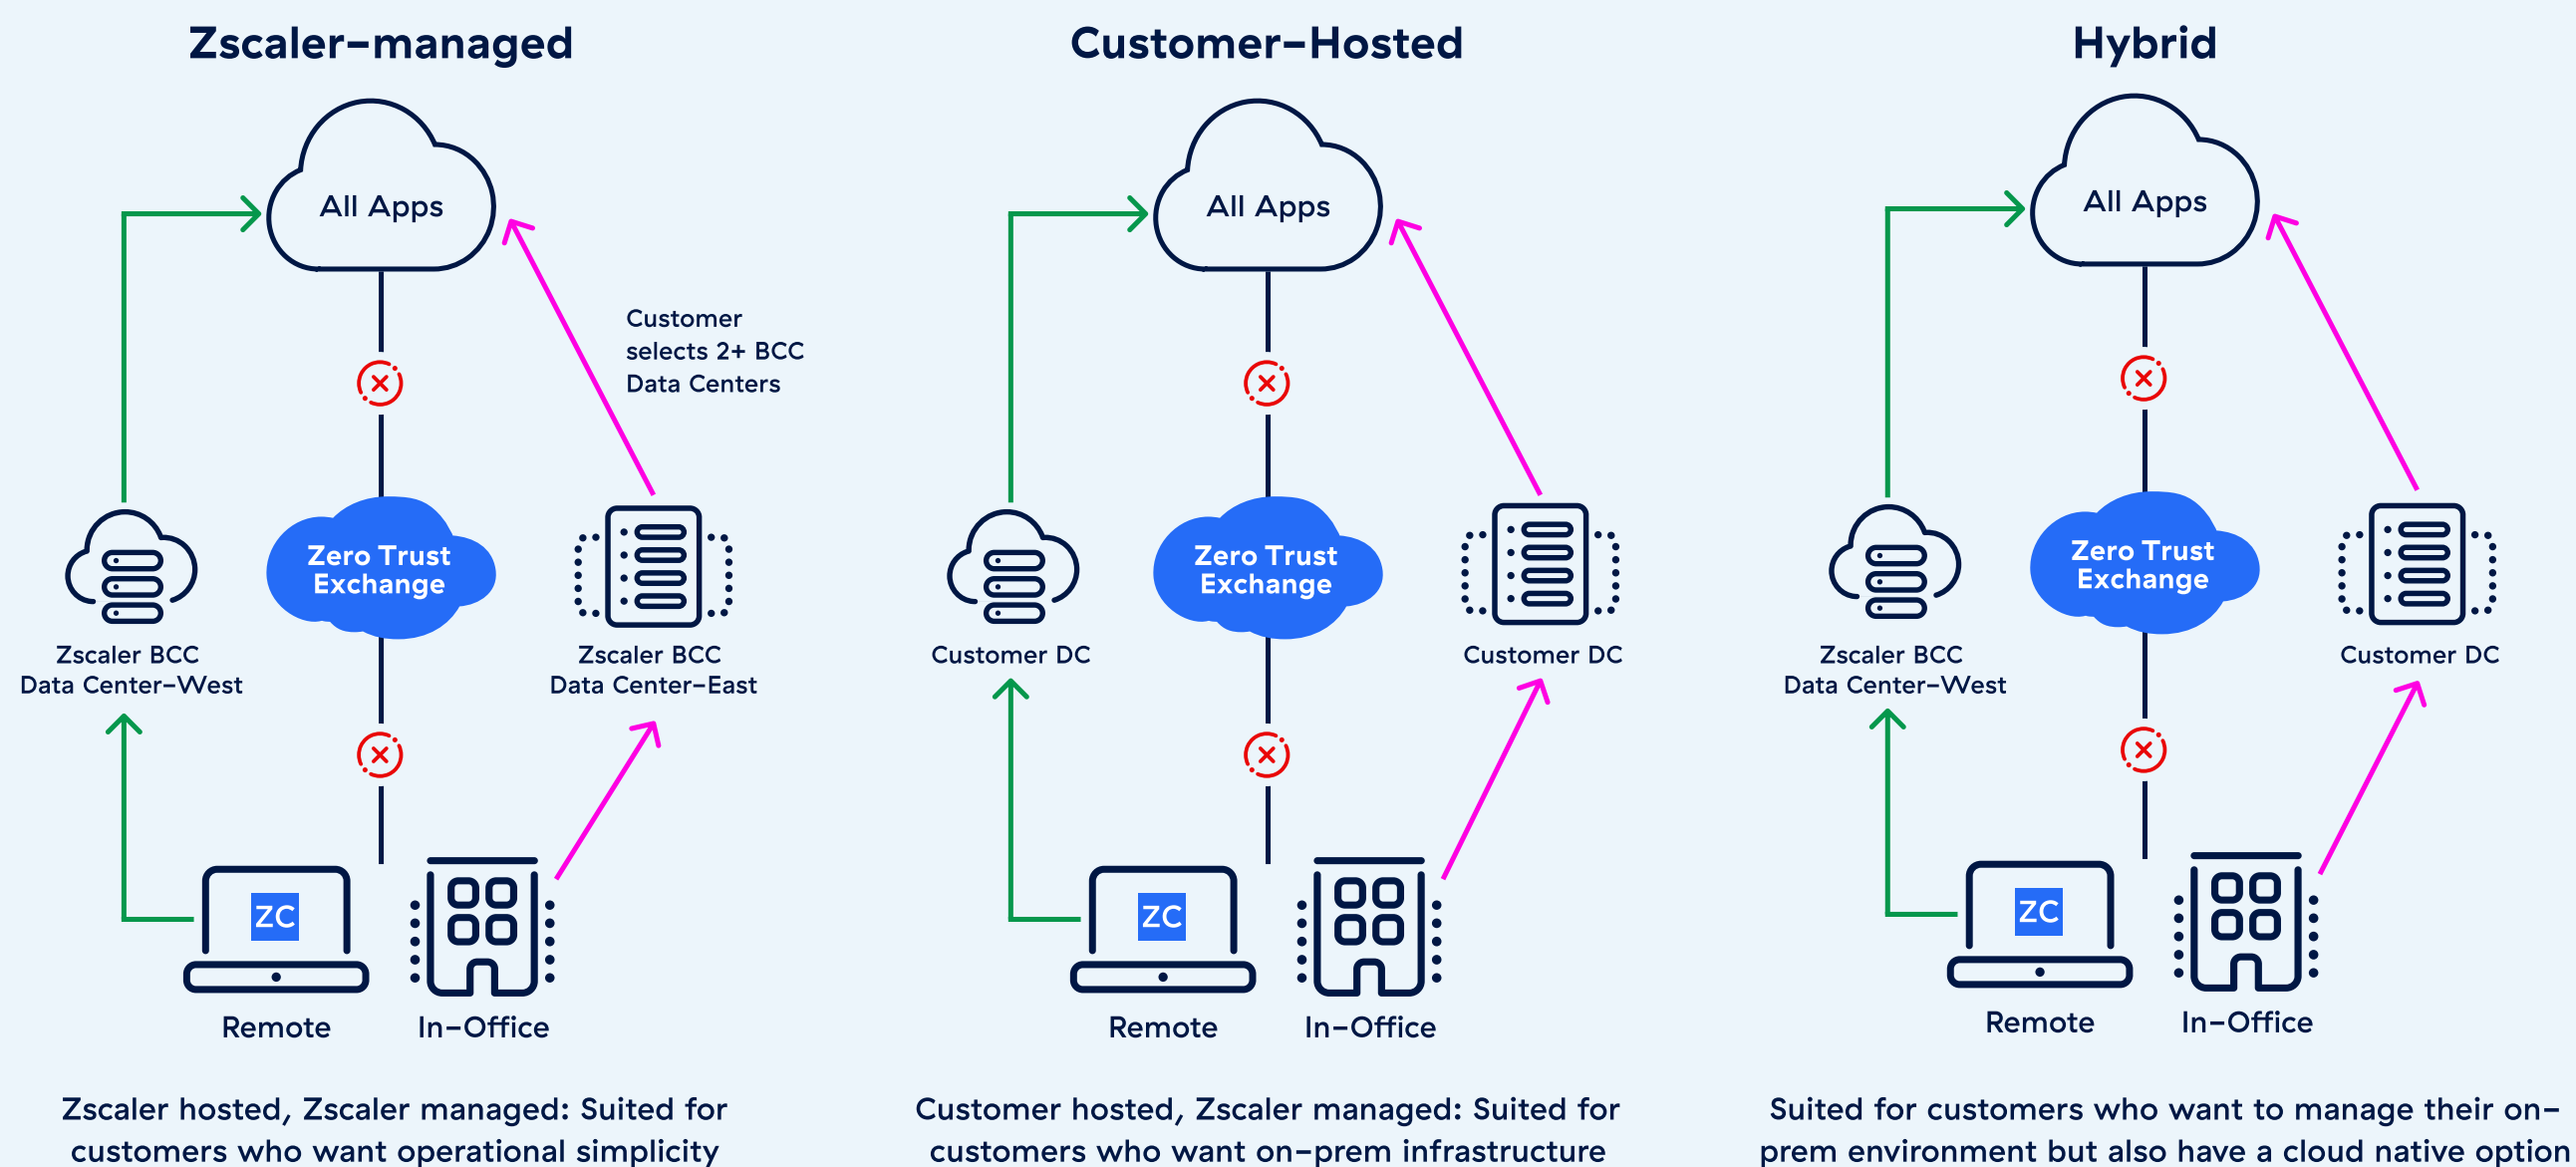 Zscaler-managed
All Apps
Customer
selects 2+ BCC
Data Centers
Zero Trust
Exchange
Zscaler BCC
Data Center-West
Zscaler BCC
Data Center-East
ZC
Remote
In-Office
Zscaler hosted, Zscaler managed: Suited for
customers who want operational simplicity
Customer-Hosted
All Apps
Zero Trust
Exchange
Customer DC
Customer DC
ZC
Remote
In-Office
Customer hosted, Zscaler managed: Suited for
customers who want on-prem infrastructure
Hybrid
All Apps
Zero Trust
Exchange
Zscaler BCC
Data Center-West
Customer DC
ZC
Remote
In-Office
Suited for customers who want to manage their on-
prem environment but also have a cloud native option